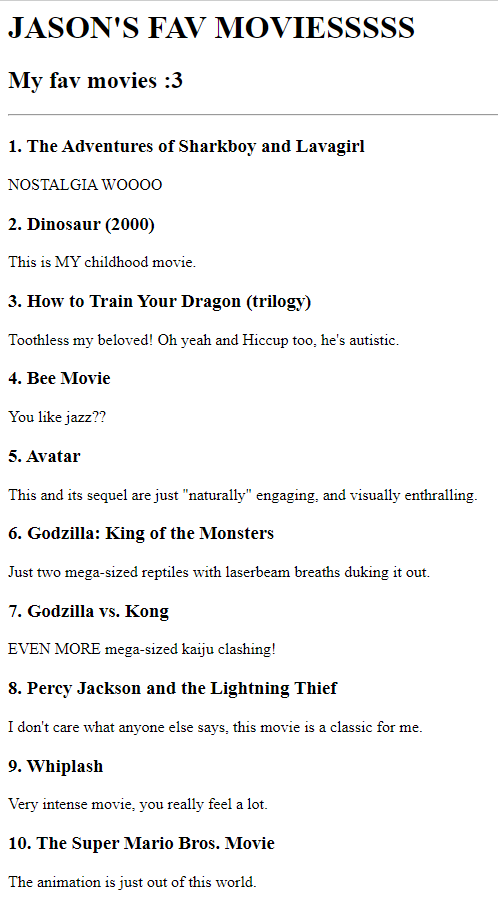 JASON'S FAV MOVIESSSSS
My fav movies :3
1. The Adventures of Sharkboy and Lavagirl
NOSTALGIA WOOOO
2. Dinosaur (2000)
This is MY childhood movie.
3. How to Train Your Dragon (trilogy)
Toothless my beloved! Oh yeah and Hiccup too, he's autistic.
4. Bee Movie
You like jazz??
5. Avatar
This and its sequel are just "naturally" engaging, and visually enthralling.
6. Godzilla: King of the Monsters
Just two mega-sized reptiles with laserbeam breaths duking it out.
7. Godzilla vs. Kong
EVEN MORE mega-sized kaiju clashing!
8. Percy Jackson and the Lightning Thief
I don't care what anyone else says, this movie is a classic for me.
9. Whiplash
Very intense movie, you really feel a lot.
10. The Super Mario Bros. Movie
The animation is just out of this world.